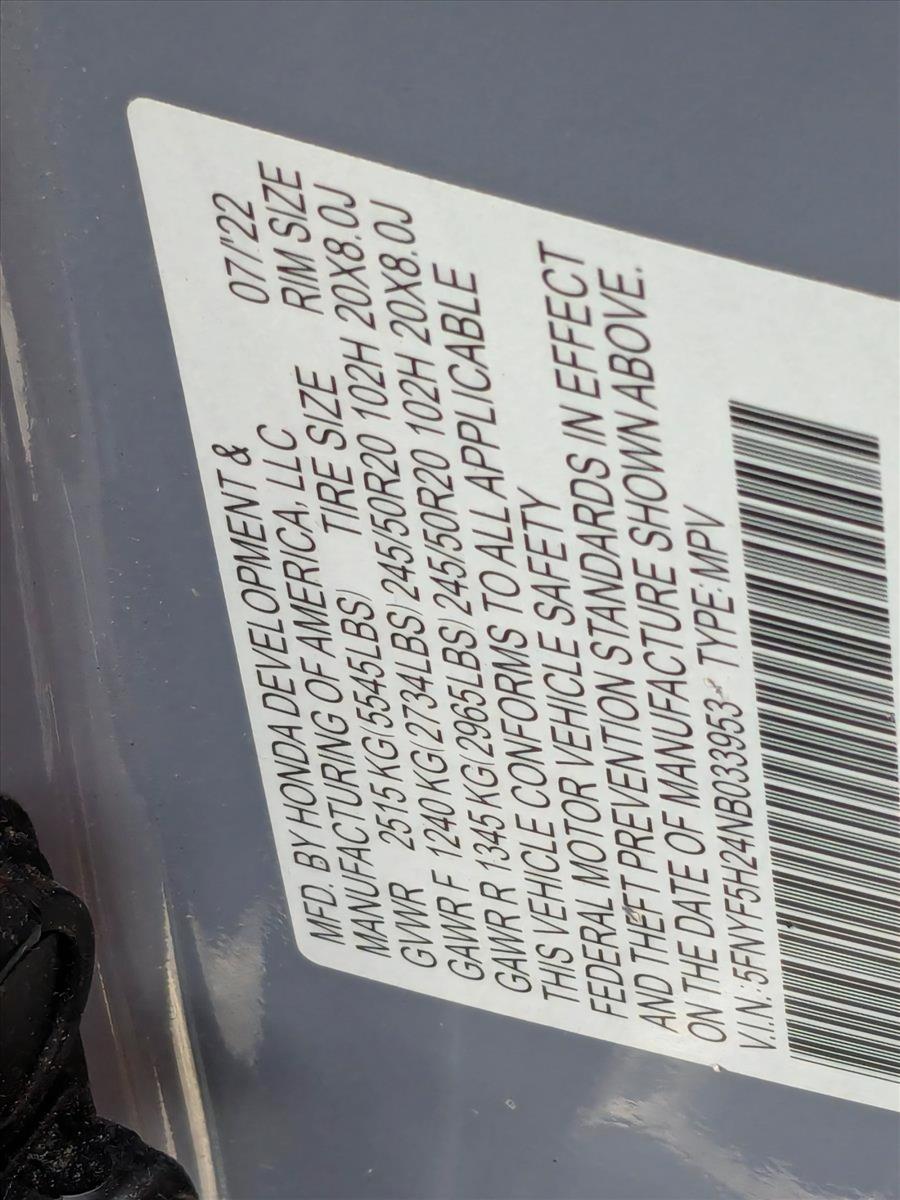 MFD. BY HONDA DEVELOPMENT & 07/'22
MANUFACTURING OF AMERICA, LLC RIM SIZE
GVWR 2515 KG(5545LBS) TIRE SIZE 20X8.0J
GAWR F 1240 KG(2734LBS) 245/50R20 102H 20X8.0J
GAWR R 1345 KG(2965LBS) 245/50R20 102H
THIS VEHICLE CONFORMS TO ALL APPLICABLE
FEDERAL MOTOR VEHICLE SAFETY
AND THEFT PREVENTION STANDARDS IN EFFECT
ON THE DATE OF MANUFACTURE SHOWN ABOVE.
V.I.N.:5FNYF5H24NB033953 TYPE:MPV